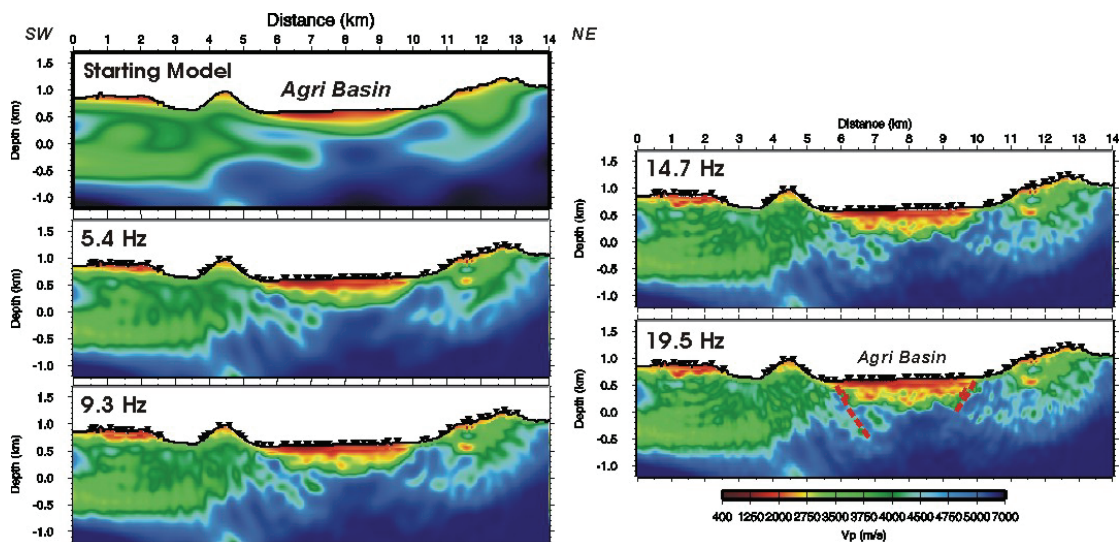 SW
Distance (km)
NE
0 1 2 3 4 5 6 7 8 9 10 11 12 13 14
Starting Model
Agri Basin
Depth (km)
1.5
1.0
0.5
0.0
-0.5
-1.0
5.4 Hz
Depth (km)
1.5
1.0
0.5
0.0
-0.5
-1.0
9.3 Hz
Depth (km)
1.5
1.0
0.5
0.0
-0.5
-1.0
Distance (km)
0 1 2 3 4 5 6 7 8 9 10 11 12 13 14
14.7 Hz
Depth (km)
1.5
1.0
0.5
0.0
-0.5
-1.0
19.5 Hz
Agri Basin
Depth (km)
1.5
1.0
0.5
0.0
-0.5
-1.0
400 1250 2000 2750 3500 3750 4000 4500 4750 5000 7000
Vp (m/s)